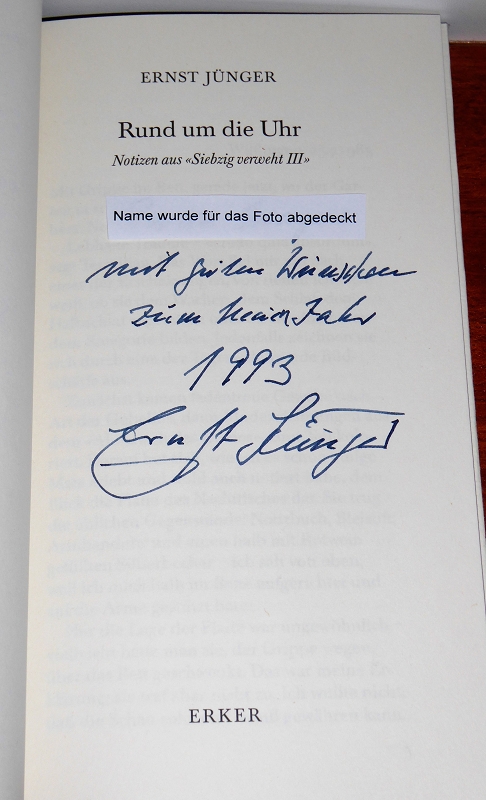 ERNST JÜNGER
Rund um die Uhr
Notizen aus «Siebzig verweht III»
Name wurde für das Foto abgedeckt
mit guten Wünschen
zum neuen Jahr
1993
Ernst Jünger
ERKER